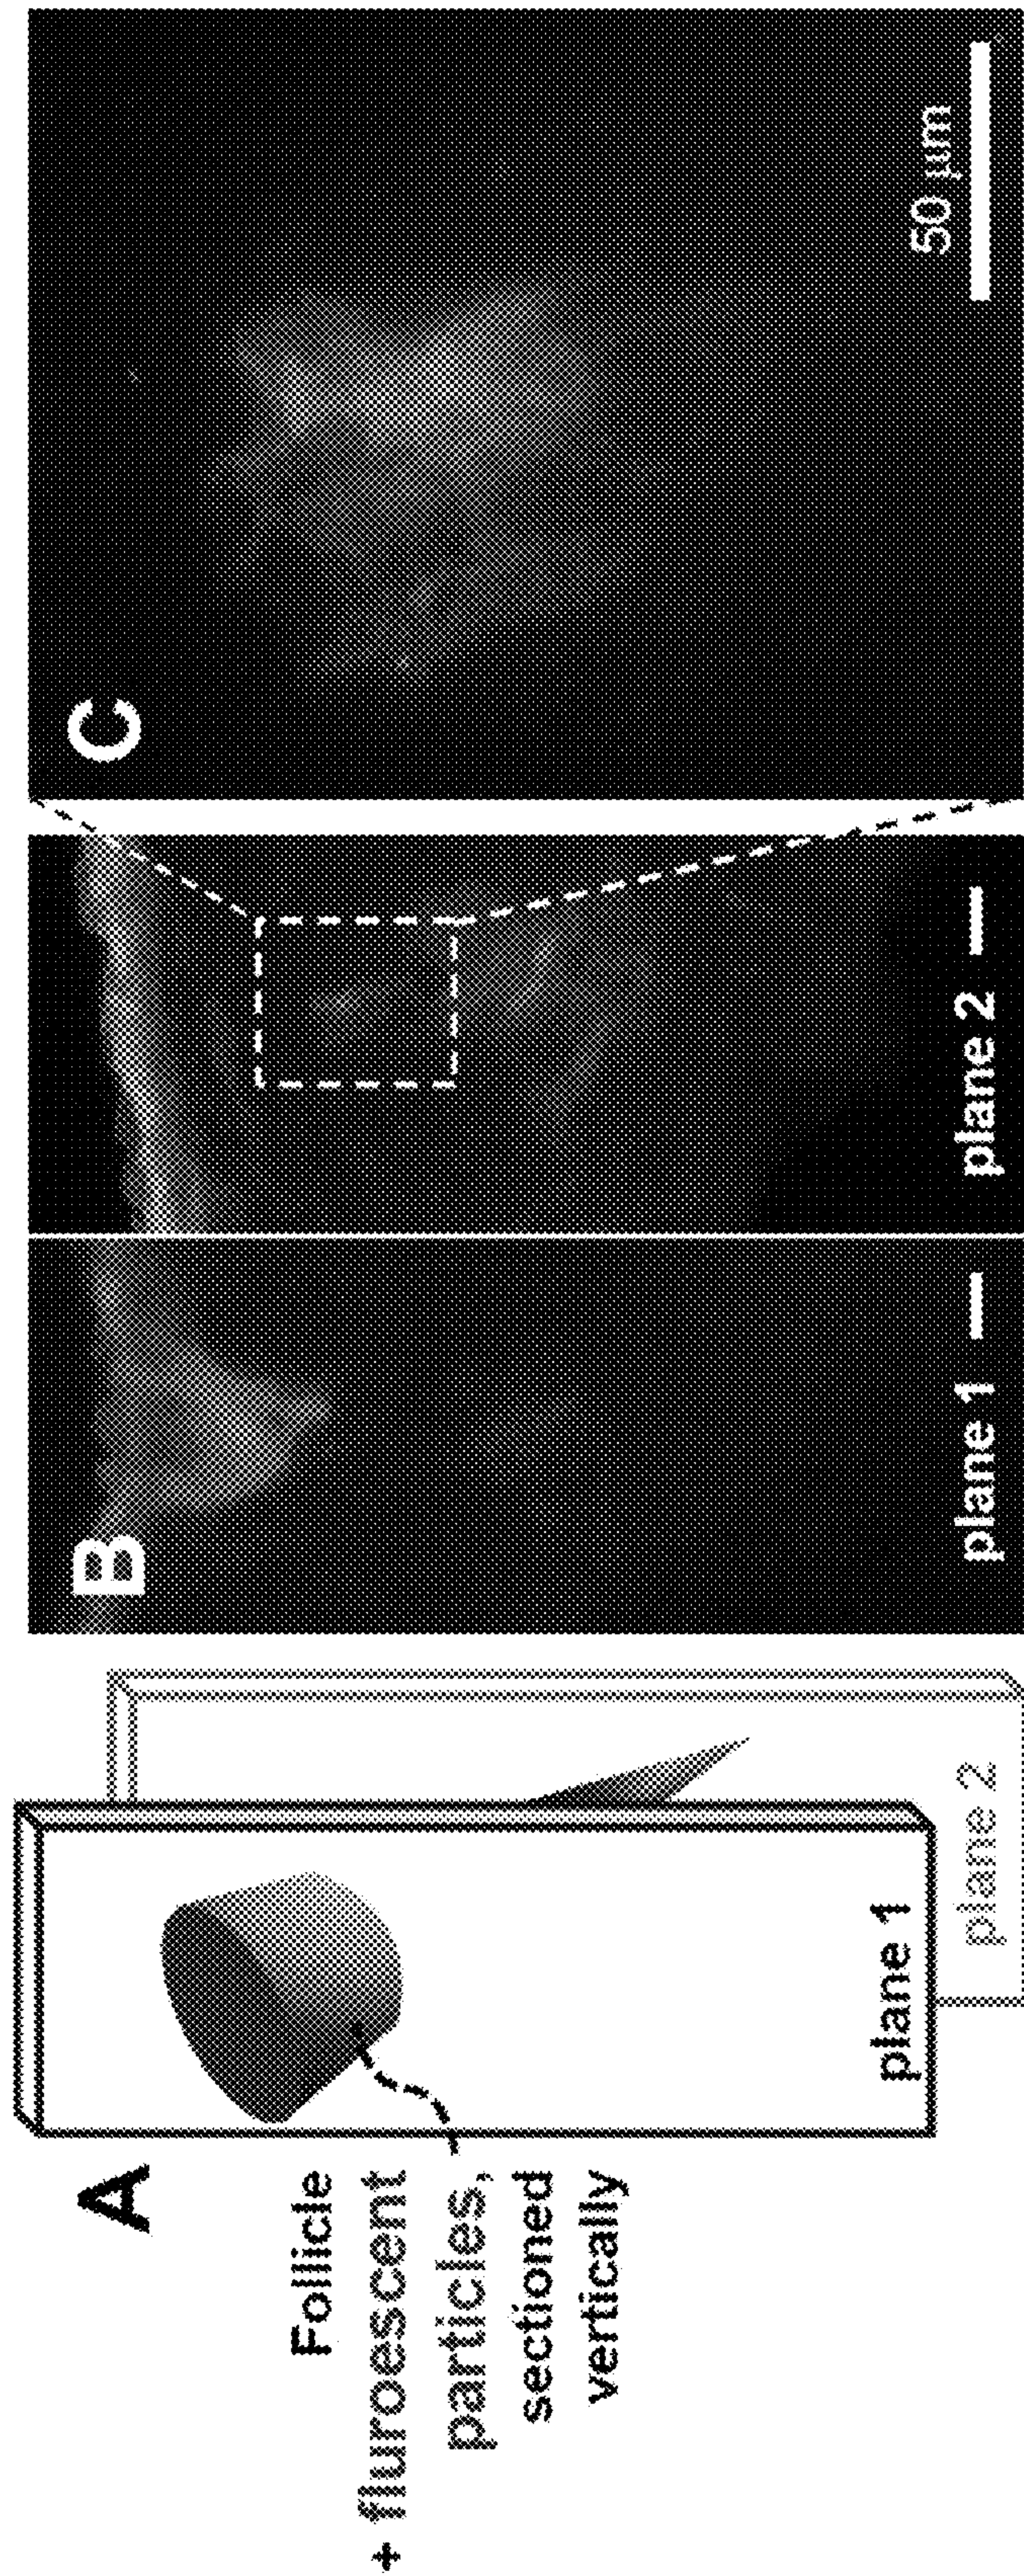 A
Follicle
+ fluroescent
particles,
sectioned
vertically
plane 1
plane 2
B
plane 1
plane 2
C
50 µm